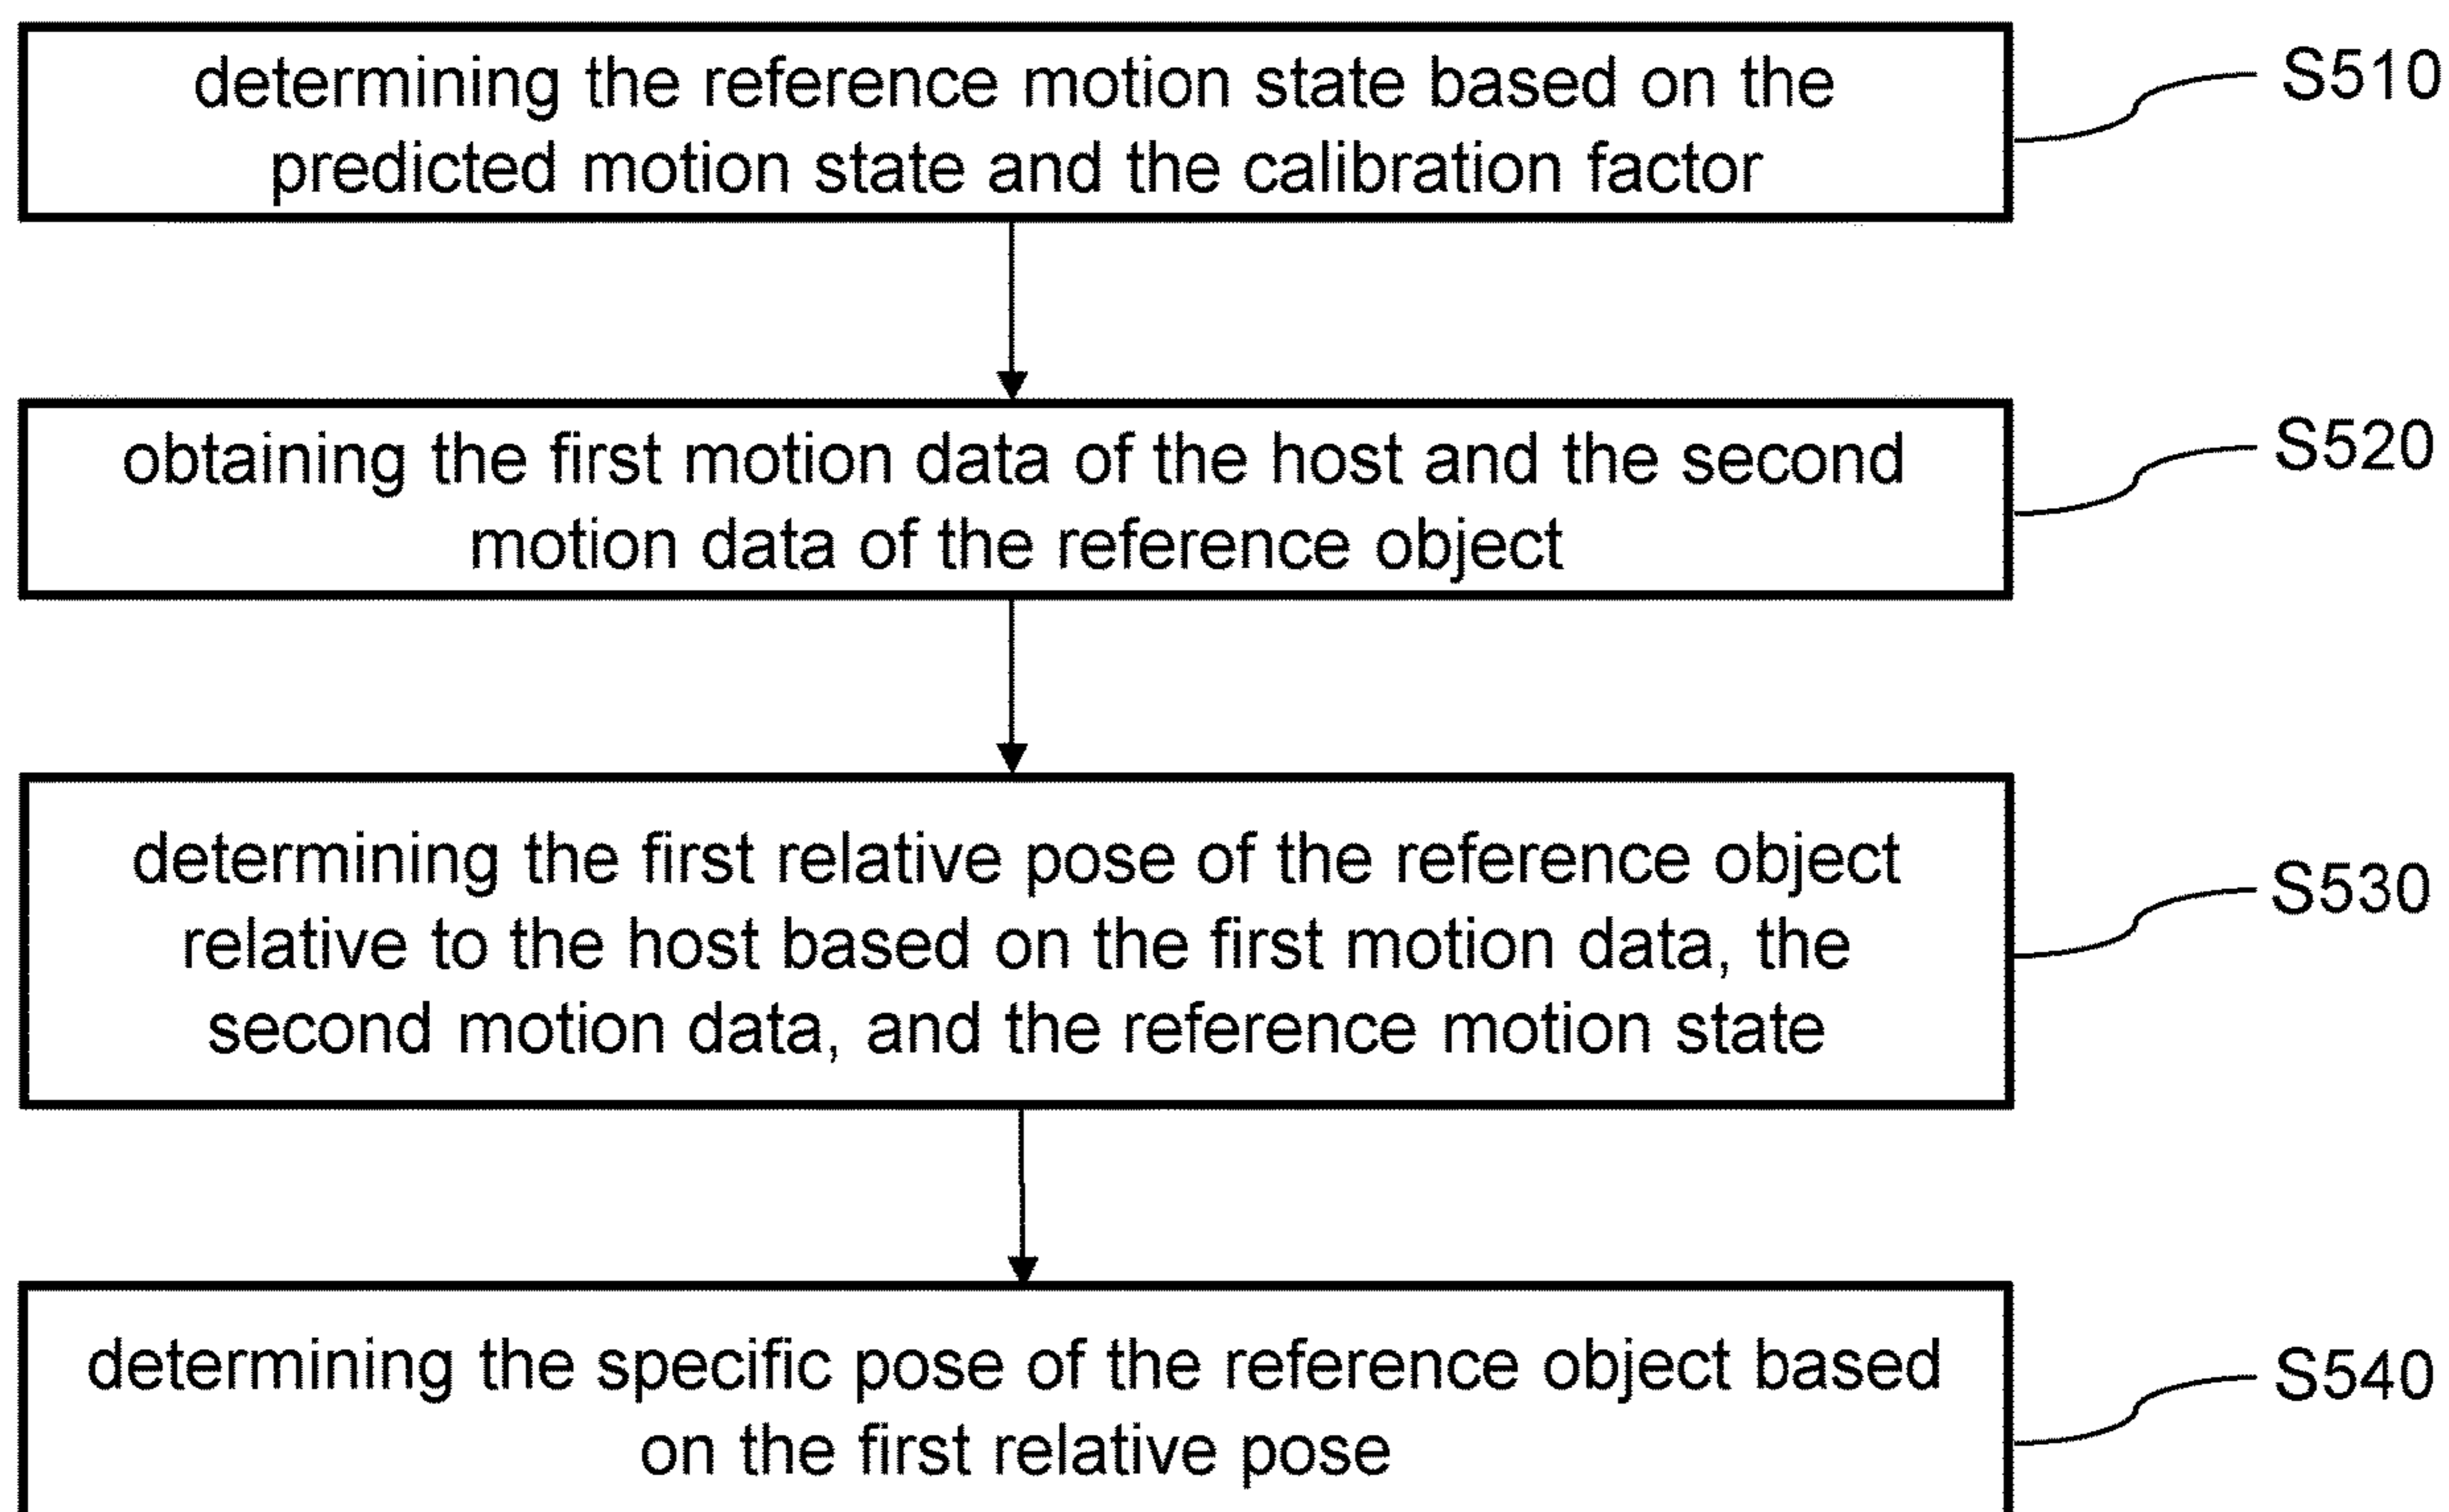 determining the reference motion state based on the
predicted motion state and the calibration factor
S510
obtaining the first motion data of the host and the second
motion data of the reference object
S520
determining the first relative pose of the reference object
relative to the host based on the first motion data, the
second motion data, and the reference motion state
S530
determining the specific pose of the reference object based
on the first relative pose
S540